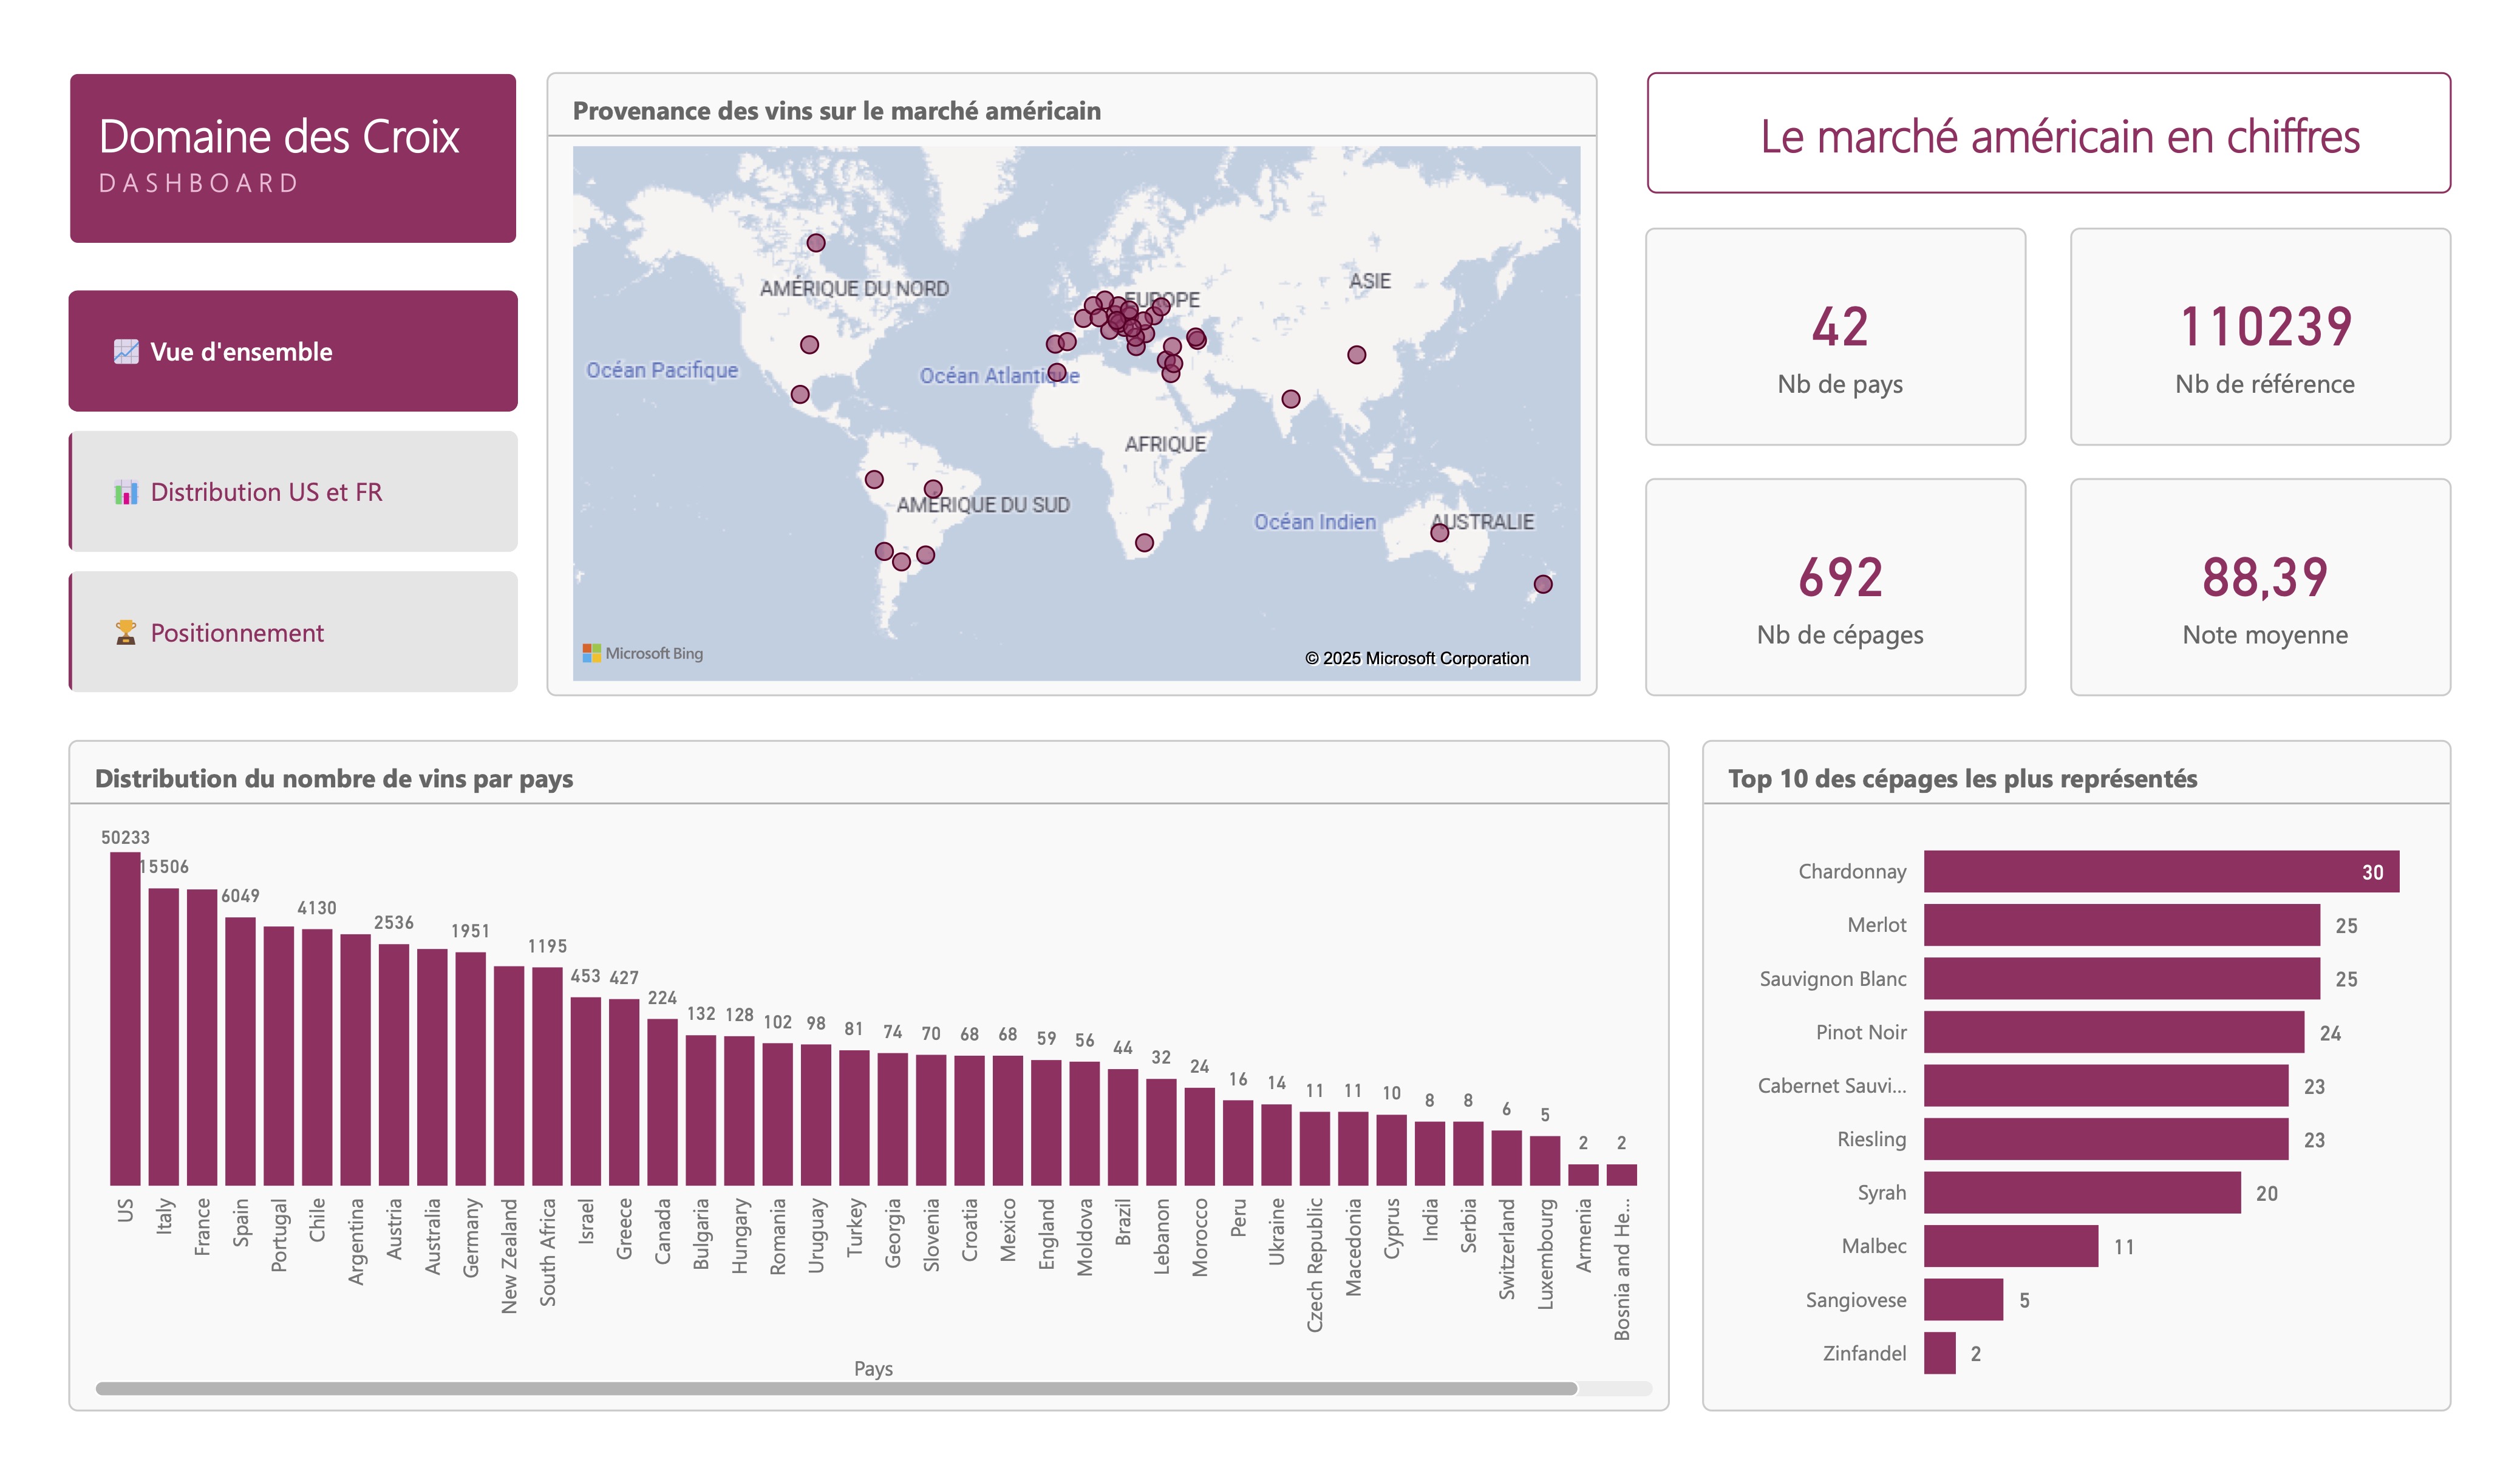 Domaine des Croix
DASHBOARD
Vue d'ensemble
Distribution US et FR
Positionnement
Provenance des vins sur le marché américain
AMÉRIQUE DU NORD
EUROPE
ASIE
Océan Pacifique
Océan Atlantique
AFRIQUE
AMÉRIQUE DU SUD
Océan Indien
AUSTRALIE
Microsoft Bing
© 2025 Microsoft Corporation
Le marché américain en chiffres
42
Nb de pays
110239
Nb de référence
692
Nb de cépages
88,39
Note moyenne
Distribution du nombre de vins par pays
50233
15506
6049
4130
2536
1951
1195
453
427
224
132
128
102
98
81
74
70
68
68
59
56
44
32
24
16
14
11
11
10
8
8
6
5
2
2
US
Italy
France
Spain
Portugal
Chile
Argentina
Austria
Australia
Germany
New Zealand
South Africa
Israel
Greece
Canada
Bulgaria
Hungary
Romania
Uruguay
Turkey
Georgia
Slovenia
Croatia
Mexico
England
Moldova
Brazil
Lebanon
Morocco
Peru
Ukraine
Czech Republic
Macedonia
Cyprus
India
Serbia
Switzerland
Luxembourg
Armenia
Bosnia and He...
Pays
Top 10 des cépages les plus représentés
Chardonnay 30
Merlot 25
Sauvignon Blanc 25
Pinot Noir 24
Cabernet Sauvi... 23
Riesling 23
Syrah 20
Malbec 11
Sangiovese 5
Zinfandel 2